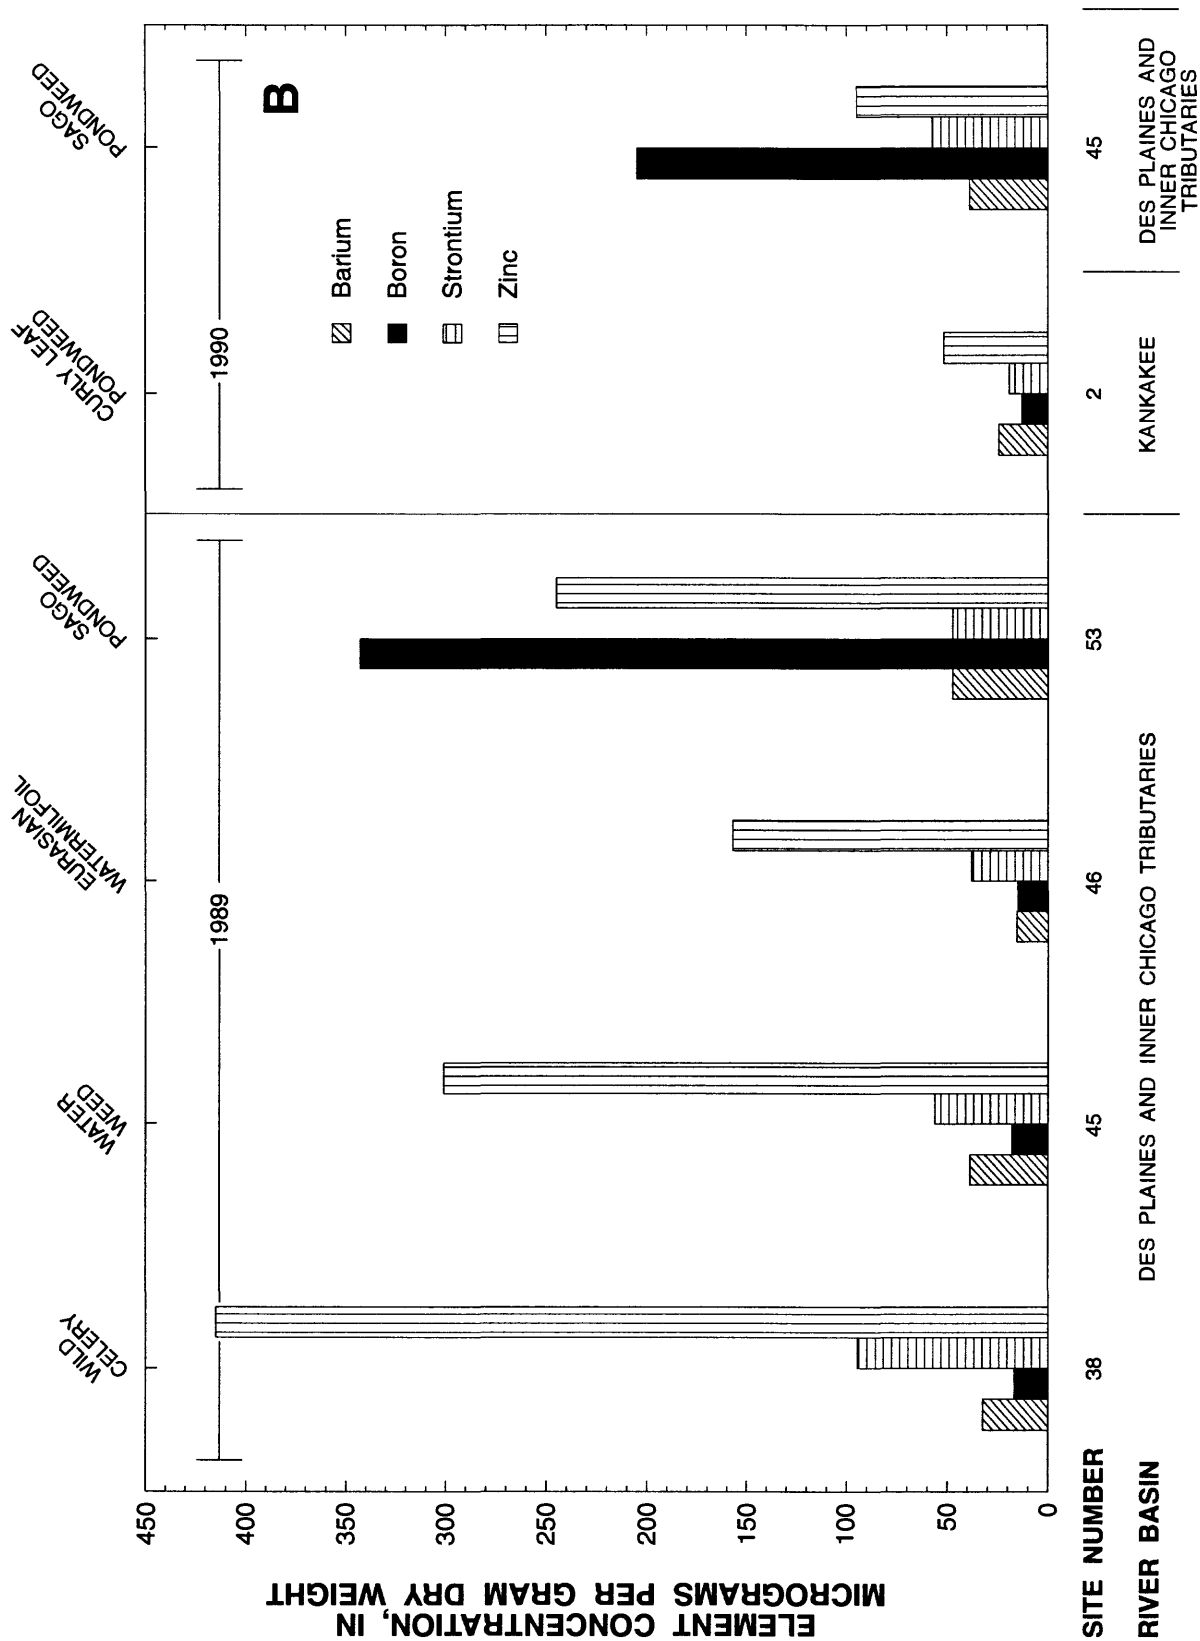 WILD
CELERY
WATER
WEED
EURASIAN
WATERMILFOIL
SAGO
PONDWEED
CURLY LEAF
PONDWEED
SAGO
PONDWEED
ELEMENT CONCENTRATION, IN
MICROGRAMS PER GRAM DRY WEIGHT
450
400
350
300
250
200
150
100
50
0
1989
1990
B
Barium
Boron
Strontium
Zinc
SITE NUMBER 38 45 46 53 2 45
RIVER BASIN DES PLAINES AND INNER CHICAGO TRIBUTARIES KANKAKEE DES PLAINES AND
INNER CHICAGO
TRIBUTARIES